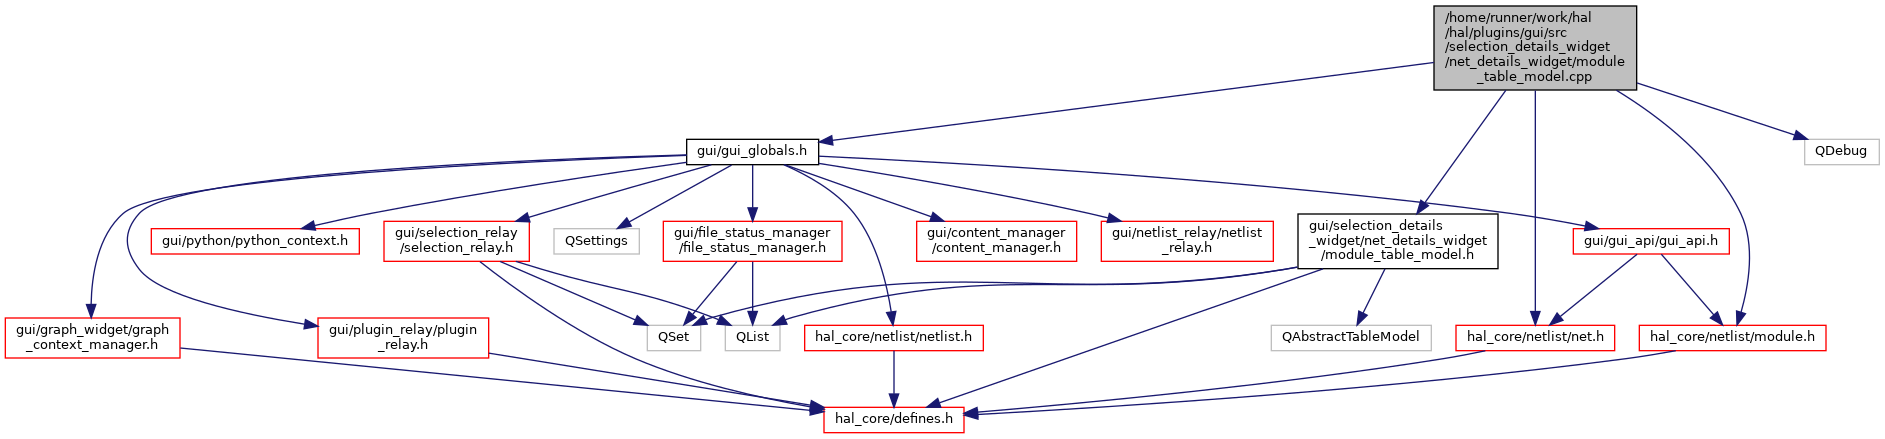 /home/runner/work/hal
/hal/plugins/gui/src
/selection_details_widget
/net_details_widget/module
_table_model.cpp
gui/gui_globals.h
QDebug
gui/python/python_context.h
gui/selection_relay
/selection_relay.h
QSettings
gui/file_status_manager
/file_status_manager.h
gui/content_manager
/content_manager.h
gui/netlist_relay/netlist
_relay.h
gui/selection_details
_widget/net_details_widget
/module_table_model.h
gui/gui_api/gui_api.h
gui/graph_widget/graph
_context_manager.h
gui/plugin_relay/plugin
_relay.h
QSet
QList
hal_core/netlist/netlist.h
QAbstractTableModel
hal_core/netlist/net.h
hal_core/netlist/module.h
hal_core/defines.h